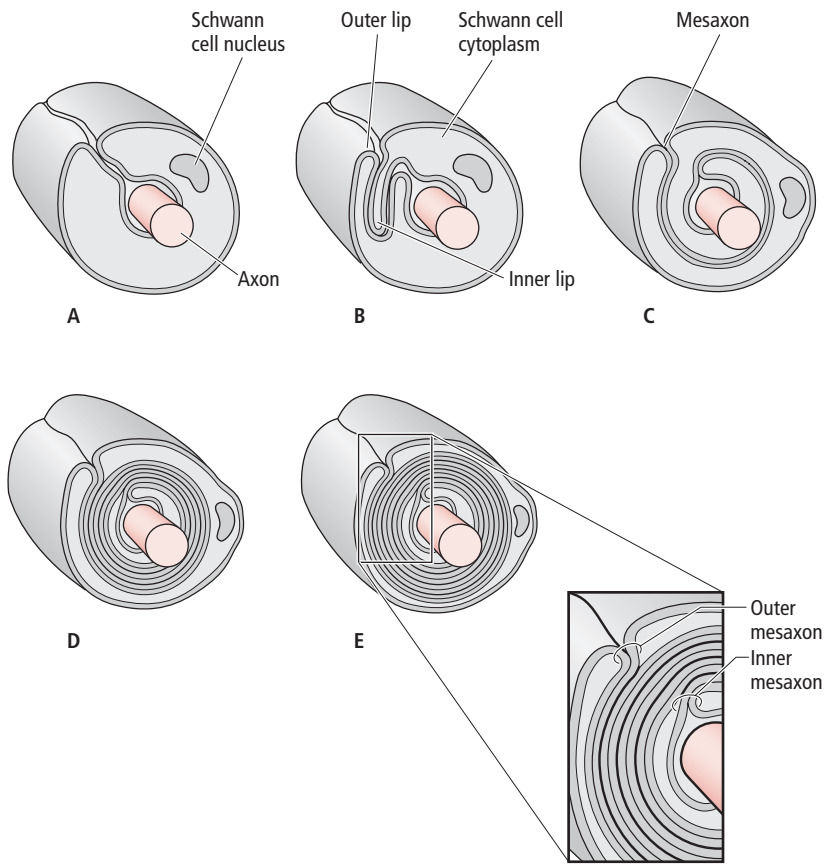 Schwann
cell nucleus
Outer lip
Schwann cell
cytoplasm
Mesaxon
Axon
Inner lip
A
B
C
D
E
Outer
mesaxon
Inner
mesaxon